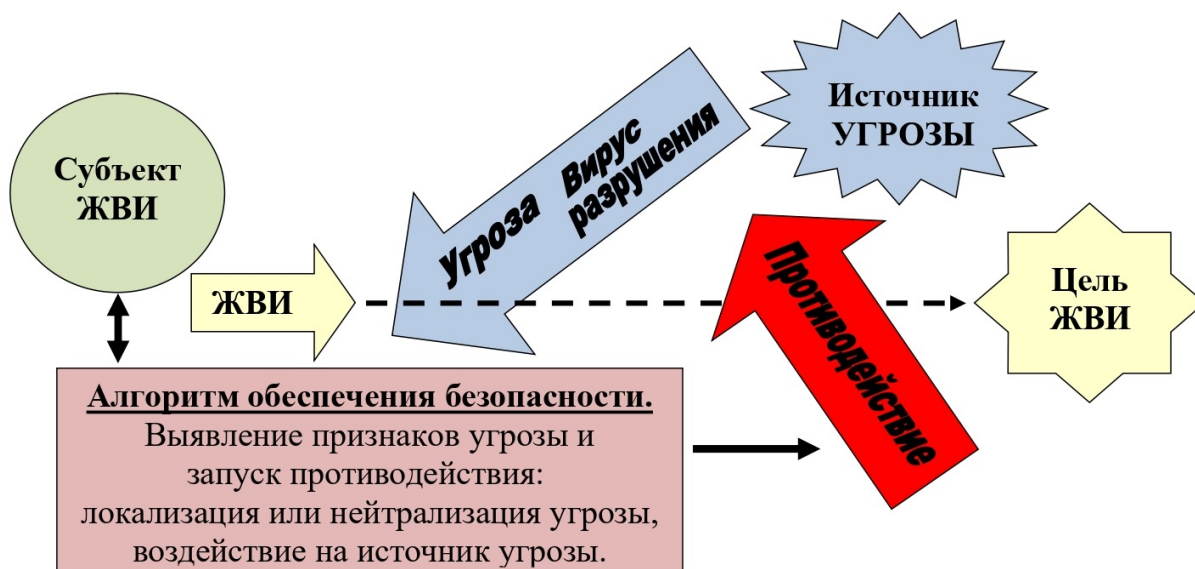 Субъект
ЖВИ
Источник
УГРОЗЫ
Угроза Вирус
разрушения
ЖВИ
Противодействие
Цель
ЖВИ
Алгоритм обеспечения безопасности.
Выявление признаков угрозы и
запуск противодействия:
локализация или нейтрализация угрозы,
воздействие на источник угрозы.